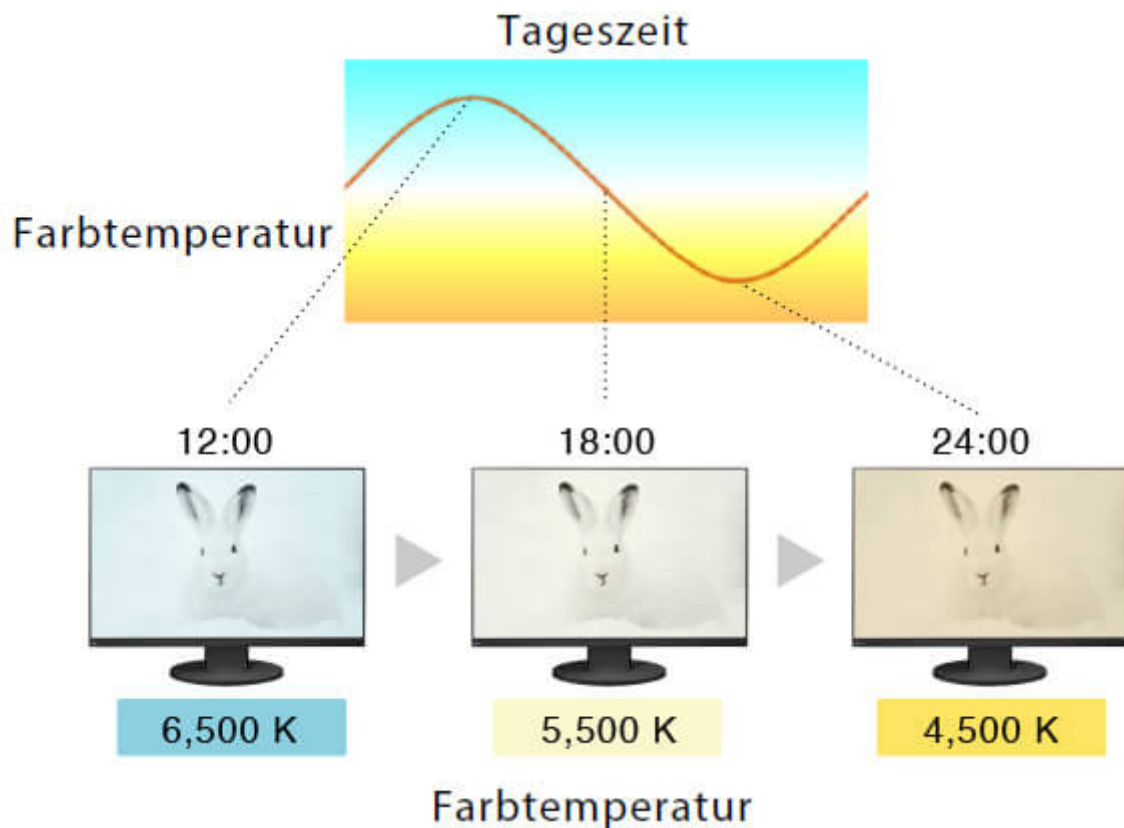 Tageszeit
Farbtemperatur
12:00
18:00
24:00
6,500 K
5,500 K
4,500 K
Farbtemperatur